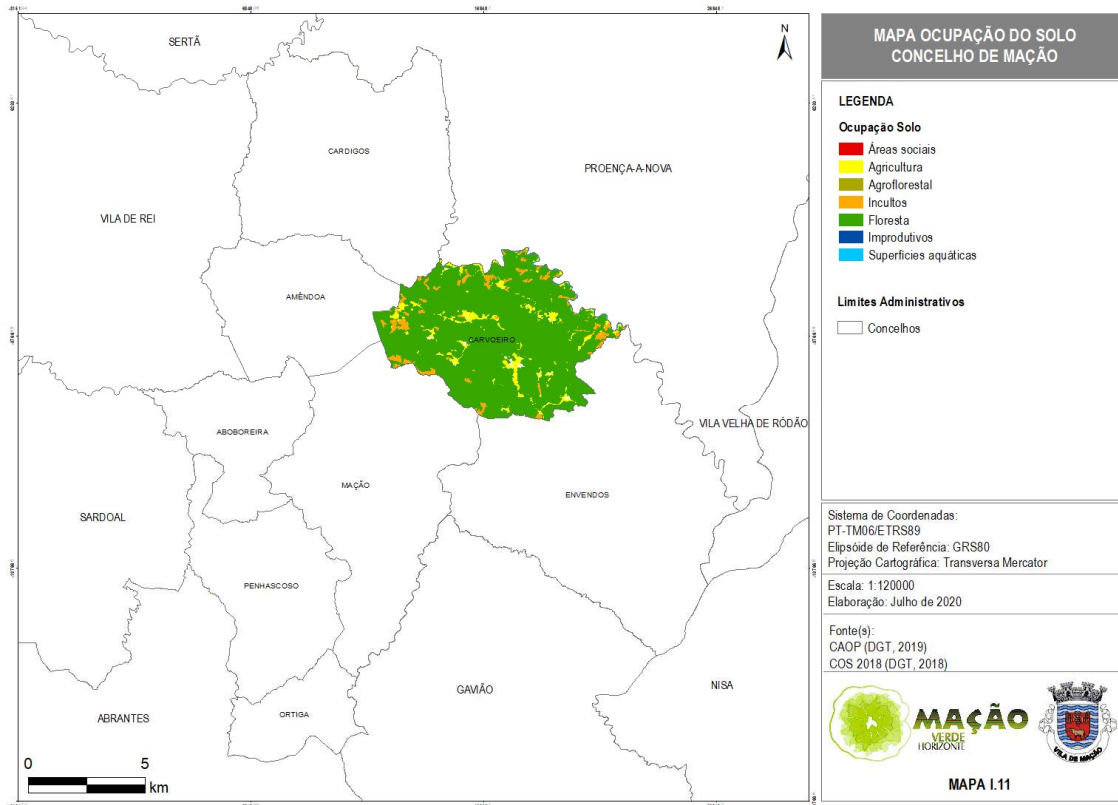 SERTÃ
N
CARDIGOS
PROENÇA-A-NOVA
VILA DE REI
AMÊNDOA
CARVOEIRO
VILA VELHA DE RÓDÃO
ABOBOREIRA
MAÇÃO
ENVENDOS
SARDOAL
PENHASCOSO
GAVIÃO
NISA
ABRANTES
ORTIGA
0 5
km
MAPA OCUPAÇÃO DO SOLO
CONCELHO DE MAÇÃO
LEGENDA
Ocupação Solo
Áreas sociais
Agricultura
Agroflorestal
Incultos
Floresta
Improdutivos
Superfícies aquáticas
Limites Administrativos
Concelhos
Sistema de Coordenadas:
PT-TM06/ETRS89
Elipsóide de Referência: GRS80
Projeção Cartográfica: Transversa Mercator
Escala: 1:120000
Elaboração: Julho de 2020
Fonte(s):
CAOP (DGT, 2019)
COS 2018 (DGT, 2018)
MAÇÃO
VERDE
HORIZONTE
VILA DE MAÇÃO
MAPA I.11